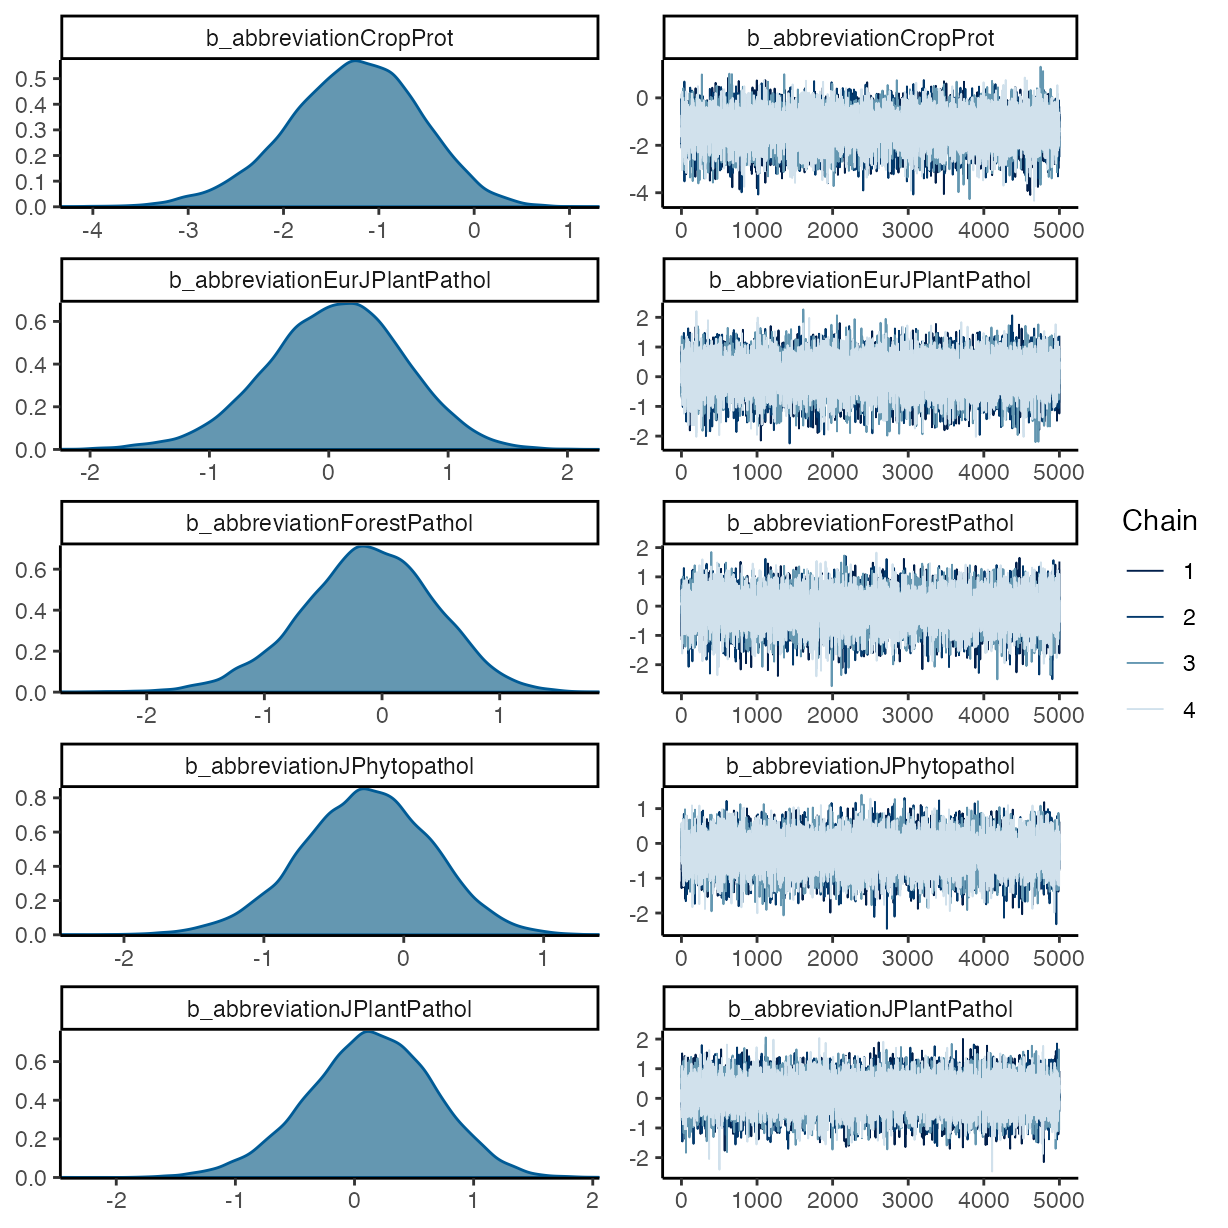 b_abbreviationCropProt
b_abbreviationCropProt
0.5
0.4
0.3
0.2
0.1
0.0
-4 -3 -2 -1 0 1
0
-2
-4
0 1000 2000 3000 4000 5000
b_abbreviationEurJPlantPathol
b_abbreviationEurJPlantPathol
0.6
0.4
0.2
0.0
-2 -1 0 1 2
2
1
0
-1
-2
0 1000 2000 3000 4000 5000
b_abbreviationForestPathol
b_abbreviationForestPathol
0.6
0.4
0.2
0.0
-2 -1 0 1
2
1
0
-1
-2
0 1000 2000 3000 4000 5000
Chain
1
2
3
4
b_abbreviationJPhytopathol
b_abbreviationJPhytopathol
0.8
0.6
0.4
0.2
0.0
-2 -1 0 1
1
0
-1
-2
0 1000 2000 3000 4000 5000
b_abbreviationJPlantPathol
b_abbreviationJPlantPathol
0.6
0.4
0.2
0.0
-2 -1 0 1 2
2
1
0
-1
-2
0 1000 2000 3000 4000 5000